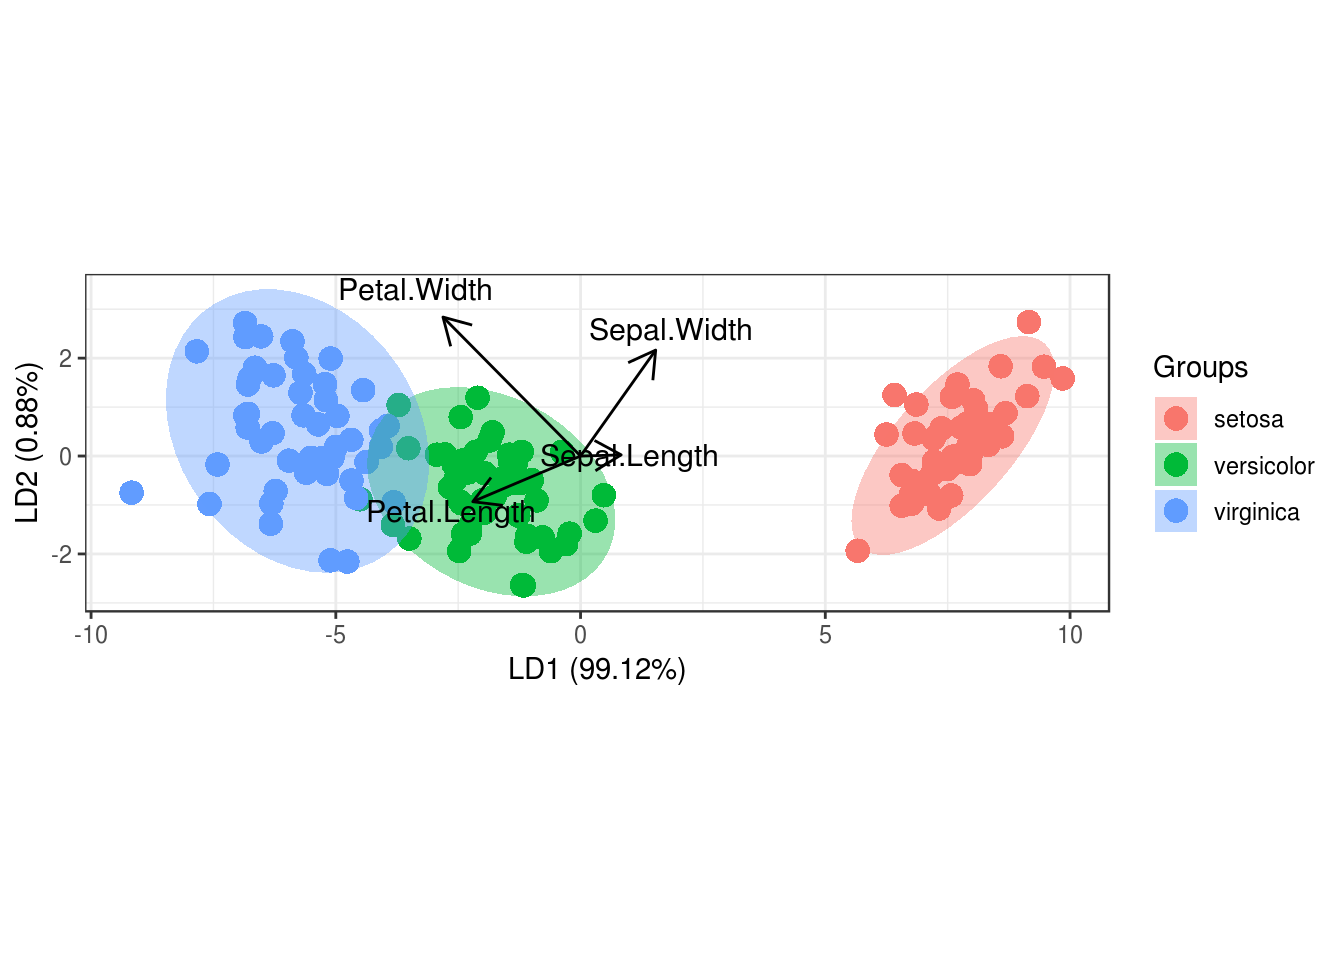 Petal.Width
Sepal.Width
Sepal.Length
Petal.Length
LD2 (0.88%)
2
0
-2
-10
-5
0
5
10
LD1 (99.12%)
Groups
setosa
versicolor
virginica